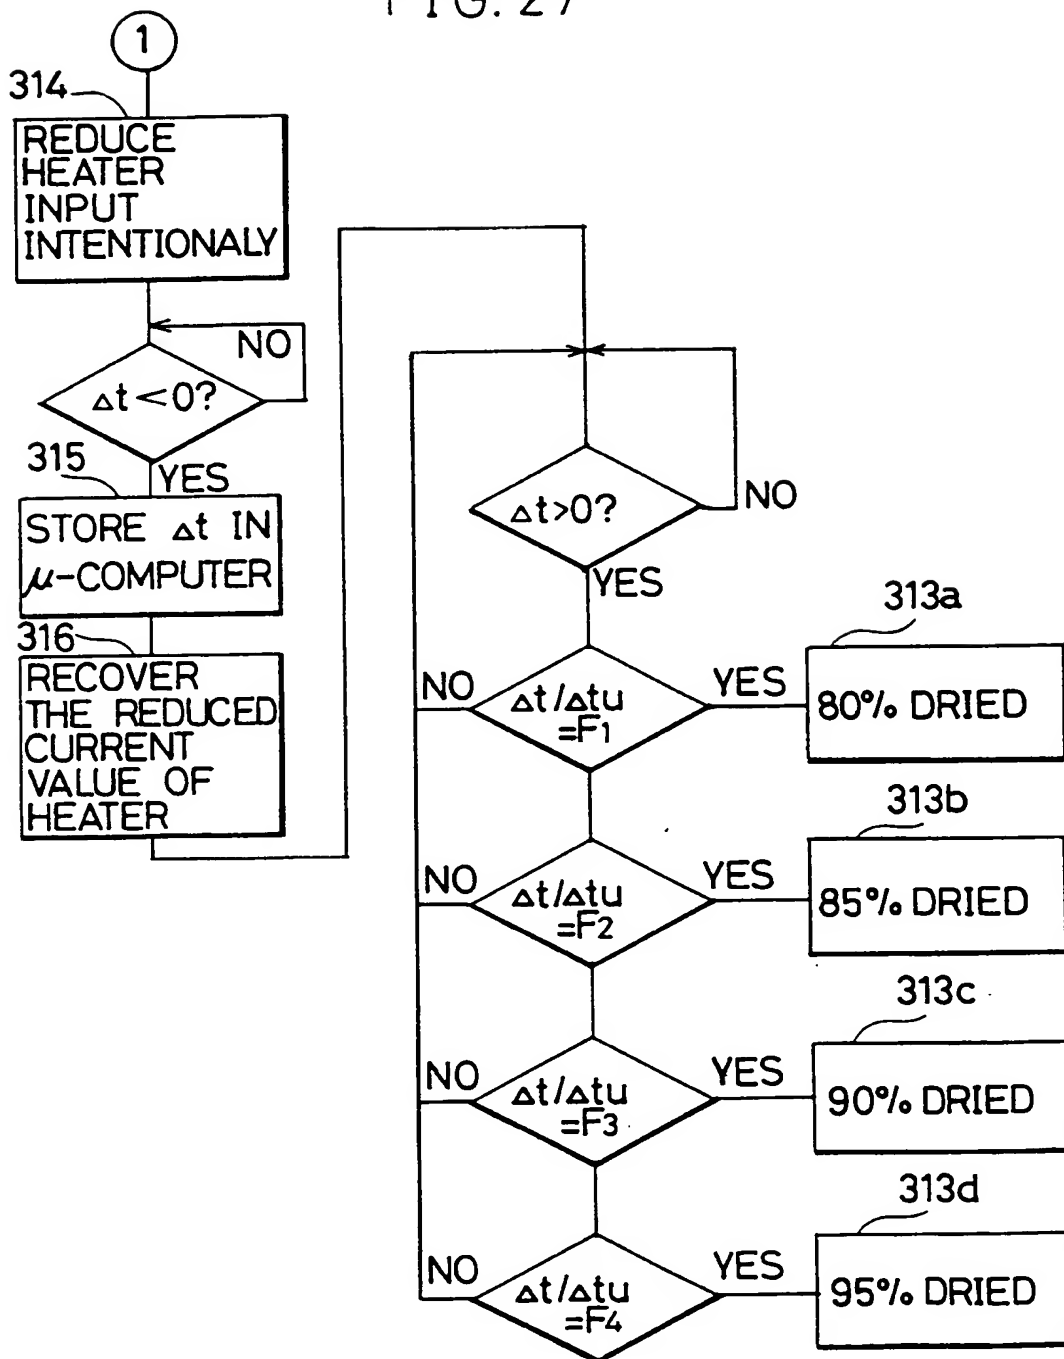 FIG. 27
1
314
REDUCE
HEATER
INPUT
INTENTIONALY
NO
Δt<0?
315
YES
STORE Δt IN
μ-COMPUTER
316
RECOVER
THE REDUCED
CURRENT
VALUE OF
HEATER
Δt>0?
NO
YES
313a
NO
Δt/Δtu
=F1
YES
80% DRIED
313b
NO
Δt/Δtu
=F2
YES
85% DRIED
313c
NO
Δt/Δtu
=F3
YES
90% DRIED
313d
NO
Δt/Δtu
=F4
YES
95% DRIED